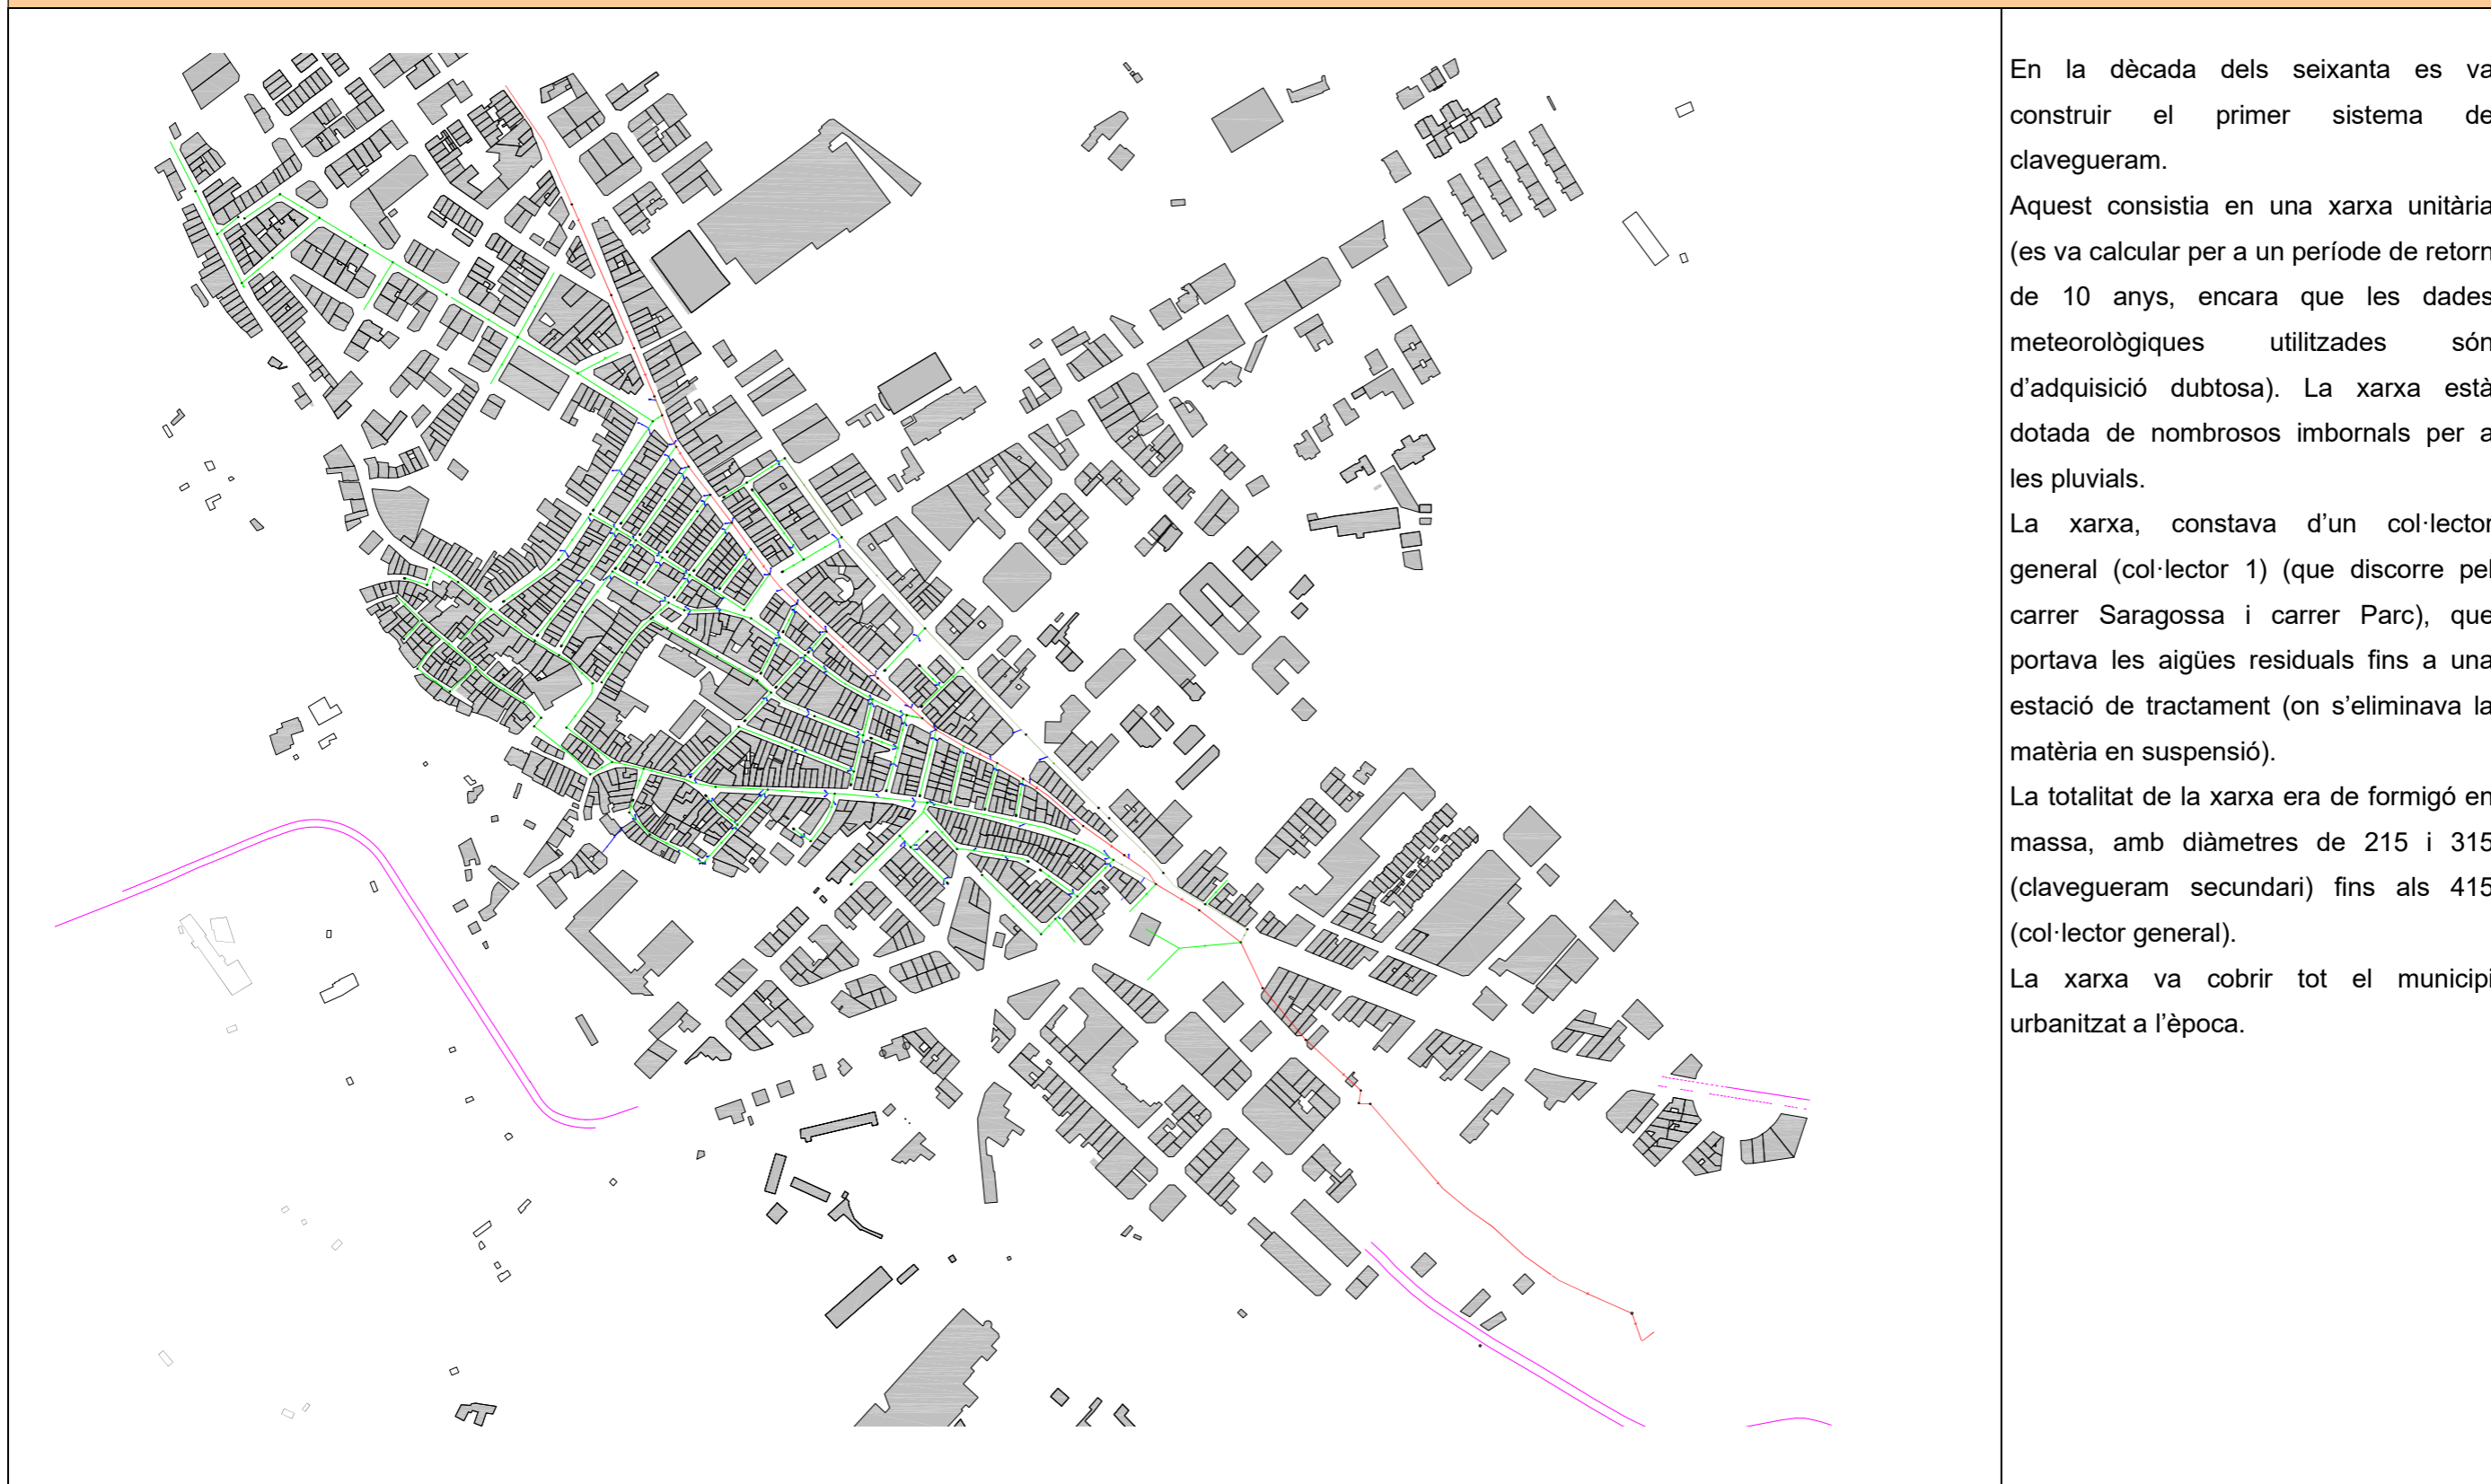 En la dècada dels seixanta es va
construir el primer sistema de
clavegueram.
Aquest consistia en una xarxa unitària
(es va calcular per a un període de retorn
de 10 anys, encara que les dades
meteorològiques utilitzades són
d’adquisició dubtosa). La xarxa està
dotada de nombrosos imbornals per a
les pluvials.
La xarxa, constava d’un col·lector
general (col·lector 1) (que discorre pel
carrer Saragossa i carrer Parc), que
portava les aigües residuals fins a una
estació de tractament (on s’eliminava la
matèria en suspensió).
La totalitat de la xarxa era de formigó en
massa, amb diàmetres de 215 i 315
(clavegueram secundari) fins als 415
(col·lector general).
La xarxa va cobrir tot el municipi
urbanitzat a l’època.